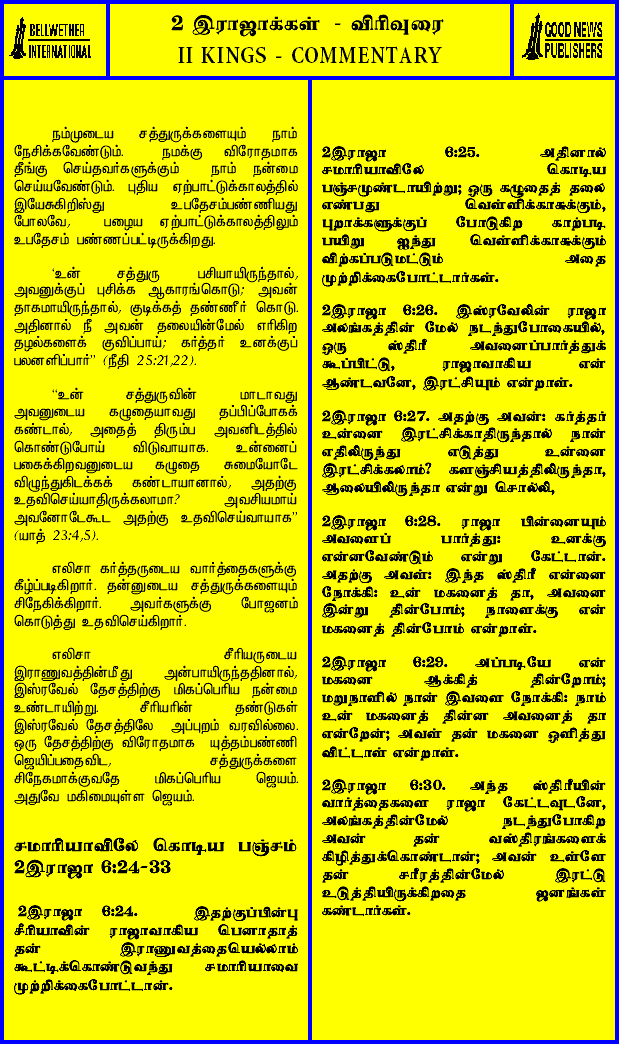 BELLWETHER
INTERNATIONAL
2 இராஜாக்கள் - விரிவுரை
II KINGS - COMMENTARY
GOOD NEWS
PUBLISHERS
நம்முடைய சத்துருக்களையும் நாம்
நேசிக்கவேண்டும். நமக்கு விரோதமாக
தீங்கு செய்தவர்களுக்கும் நாம் நன்மை
செய்யவேண்டும். புதிய ஏற்பாட்டுக்காலத்தில்
இயேசுகிறிஸ்து உபதேசம்பண்ணியது
போலவே, பழைய ஏற்பாட்டுக்காலத்திலும்
உபதேசம் பண்ணப்பட்டிருக்கிறது.
‘உன் சத்துரு பசியாயிருந்தால்,
அவனுக்குப் புசிக்க ஆகாரங்கொடு; அவன்
தாகமாயிருந்தால், குடிக்கத் தண்ணீர் கொடு.
அதினால் நீ அவன் தலையின்மேல் எரிகிற
தழல்களைக் குவிப்பாய்; கர்த்தர் உனக்குப்
பலனளிப்பார்” (நீதி 25:21,22).
“உன் சத்துருவின் மாடாவது
அவனுடைய கழுதையாவது தப்பிப்போகக்
கண்டால், அதைத் திரும்ப அவனிடத்தில்
கொண்டுபோய் விடுவாயாக. உன்னைப்
பகைக்கிறவனுடைய கழுதை சுமையோடே
விழுந்துகிடக்கக் கண்டாயானால், அதற்கு
உதவிசெய்யாதிருக்கலாமா? அவசியமாய்
அவனோடேகூட அதற்கு உதவிசெய்வாயாக”
(யாத் 23:4,5).
எலிசா கர்த்தருடைய வார்த்தைகளுக்கு
கீழ்ப்படிகிறார். தன்னுடைய சத்துருக்களையும்
சிநேகிக்கிறார். அவர்களுக்கு போஜனம்
கொடுத்து உதவிசெய்கிறார்.
எலிசா சீரியருடைய
இராணுவத்தின்மீது அன்பாயிருந்ததினால்,
இஸ்ரவேல் தேசத்திற்கு மிகப்பெரிய நன்மை
உண்டாயிற்று. சீரியரின் தண்டுகள்
இஸ்ரவேல் தேசத்திலே அப்புறம் வரவில்லை.
ஒரு தேசத்திற்கு விரோதமாக யுத்தம்பண்ணி
ஜெயிப்பதைவிட, சத்துருக்களை
சிநேகமாக்குவதே மிகப்பெரிய ஜெயம்.
அதுவே மகிமையுள்ள ஜெயம்.
சமாரியாவிலே கொடிய பஞ்சம்
2இராஜா 6:24-33
2இராஜா 6:24. இதற்குப்பின்பு
சீரியாவின் ராஜாவாகிய பெனாதாத்
தன் இராணுவத்தையெல்லாம்
கூட்டிக்கொண்டுவந்து சமாரியாவை
முற்றிக்கைபோட்டான்.
2இராஜா 6:25. அதினால்
சமாரியாவிலே கொடிய
பஞ்சமுண்டாயிற்று; ஒரு கழுதைத் தலை
எண்பது வெள்ளிக்காசுக்கும்,
புறாக்களுக்குப் போடுகிற காற்படி
பயிறு ஐந்து வெள்ளிக்காசுக்கும்
விற்கப்படுமட்டும் அதை
முற்றிக்கைபோட்டார்கள்.
2இராஜா 6:26. இஸ்ரவேலின் ராஜா
அலங்கத்தின் மேல் நடந்துபோகையில்,
ஒரு ஸ்திரீ அவனைப்பார்த்துக்
கூப்பிட்டு, ராஜாவாகிய என்
ஆண்டவனே, இரட்சியும் என்றாள்.
2இராஜா 6:27. அதற்கு அவன்: கர்த்தர்
உன்னை இரட்சிக்காதிருந்தால் நான்
எதிலிருந்து எடுத்து உன்னை
இரட்சிக்கலாம்? களஞ்சியத்திலிருந்தா,
ஆலையிலிருந்தா என்று சொல்லி,
2இராஜா 6:28. ராஜா பின்னையும்
அவளைப் பார்த்து: உனக்கு
என்னவேண்டும் என்று கேட்டான்.
அதற்கு அவள்: இந்த ஸ்திரீ என்னை
நோக்கி: உன் மகனைத் தா, அவனை
இன்று தின்போம்; நாளைக்கு என்
மகனைத் தின்போம் என்றாள்.
2இராஜா 6:29. அப்படியே என்
மகனை ஆக்கித் தின்றோம்;
மறுநாளில் நான் இவளை நோக்கி: நாம்
உன் மகனைத் தின்ன அவனைத் தா
என்றேன்; அவள் தன் மகனை ஒளித்து
விட்டாள் என்றாள்.
2இராஜா 6:30. அந்த ஸ்திரீயின்
வார்த்தைகளை ராஜா கேட்டவுடனே,
அலங்கத்தின்மேல் நடந்துபோகிற
அவன் தன் வஸ்திரங்களைக்
கிழித்துக்கொண்டான்; அவன் உள்ளே
தன் சரீரத்தின்மேல் இரட்டு
உடுத்தியிருக்கிறதை ஜனங்கள்
கண்டார்கள்.